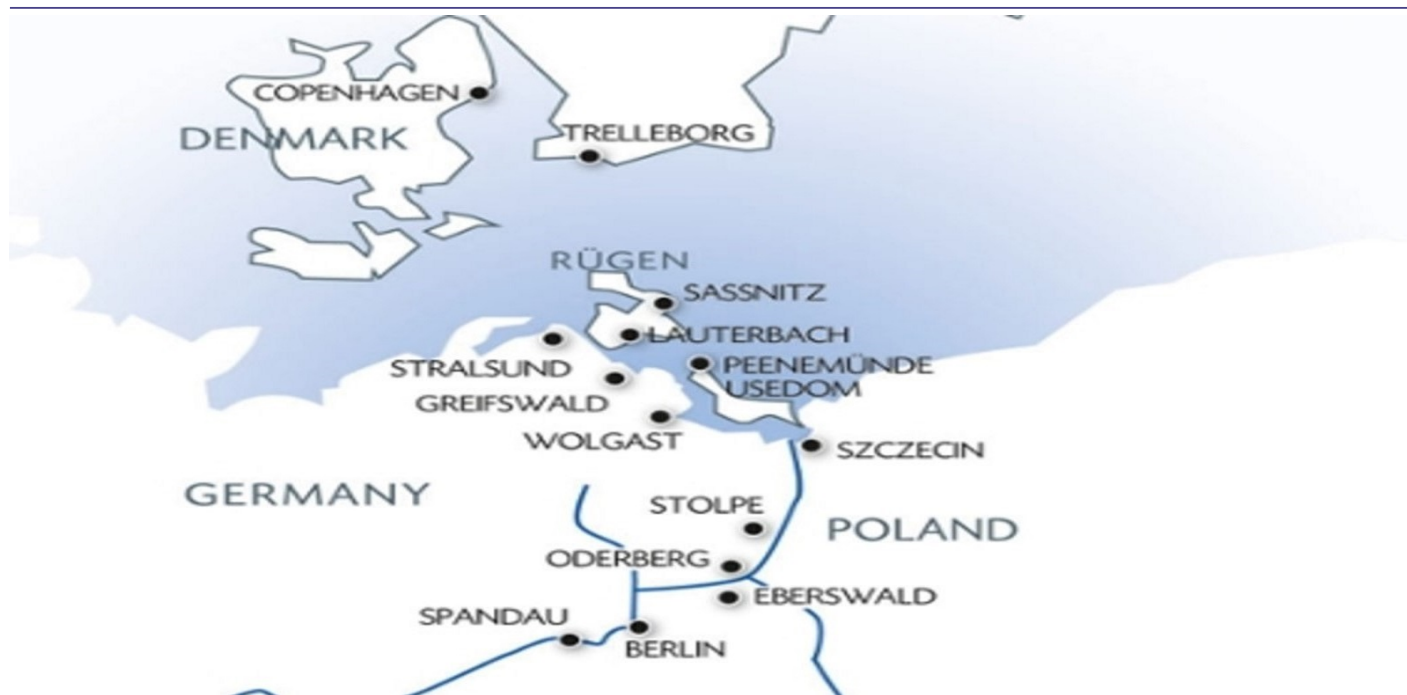 COPENHAGEN
DENMARK
TRELLEBORG
RÜGEN
SASSNITZ
LAUTERBACH
STRALSUND
PEENEMÜNDE
USEDOM
GREIFSWALD
WOLGAST
SZCZECIN
GERMANY
STOLPE
POLAND
ODERBERG
EBERSWALD
SPANDAU
BERLIN